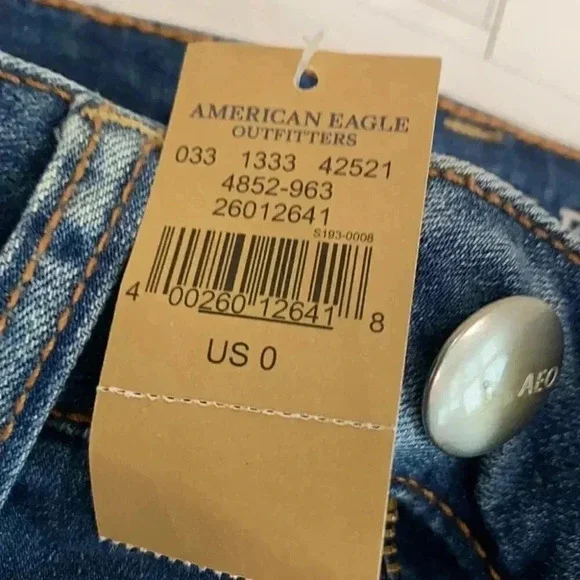 AMERICAN EAGLE
OUTFITTERS
033 1333 42521
4852-963
26012641
S193-0008
4 00260 12641 8
US 0
AEO